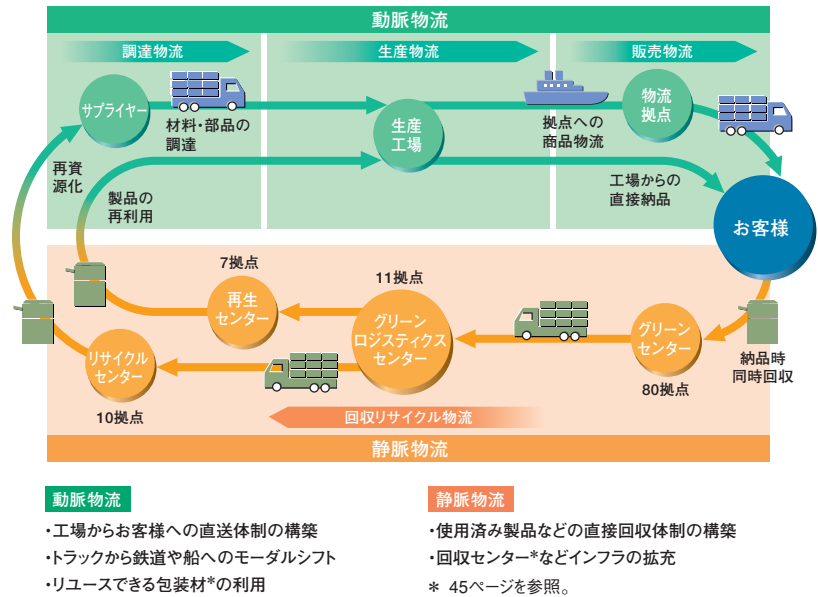 動脈物流
調達物流
生産物流
販売物流
サプライヤー
材料・部品の
調達
生産
工場
拠点への
商品物流
物流
拠点
再資
源化
製品の
再利用
工場からの
直接納品
お客様
7拠点
再生
センター
11拠点
グリーン
ロジスティクス
センター
グリーン
センター
80拠点
納品時
同時回収
リサイクル
センター
10拠点
回収リサイクル物流
静脈物流
動脈物流
・工場からお客様への直送体制の構築
・トラックから鉄道や船へのモーダルシフト
・リユースできる包装材*の利用
静脈物流
・使用済み製品などの直接回収体制の構築
・回収センター*などインフラの拡充
* 45ページを参照。